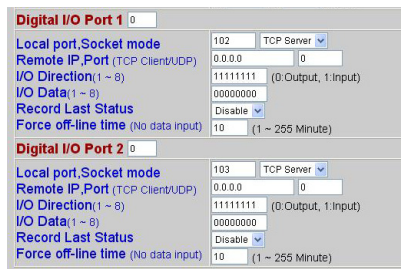 Digital I/O Port 1 0
Local port,Socket mode 102 TCP Server
Remote IP,Port (TCP Client/UDP) 0.0.0.0 0
I/O Direction(1 ~ 8) 11111111 (0:Output, 1:Input)
I/O Data(1 ~ 8) 00000000
Record Last Status Disable
Force off-line time (No data input) 10 (1 ~ 255 Minute)
Digital I/O Port 2 0
Local port,Socket mode 103 TCP Server
Remote IP,Port (TCP Client/UDP) 0.0.0.0 0
I/O Direction(1 ~ 8) 11111111 (0:Output, 1:Input)
I/O Data(1 ~ 8) 00000000
Record Last Status Disable
Force off-line time (No data input) 10 (1 ~ 255 Minute)